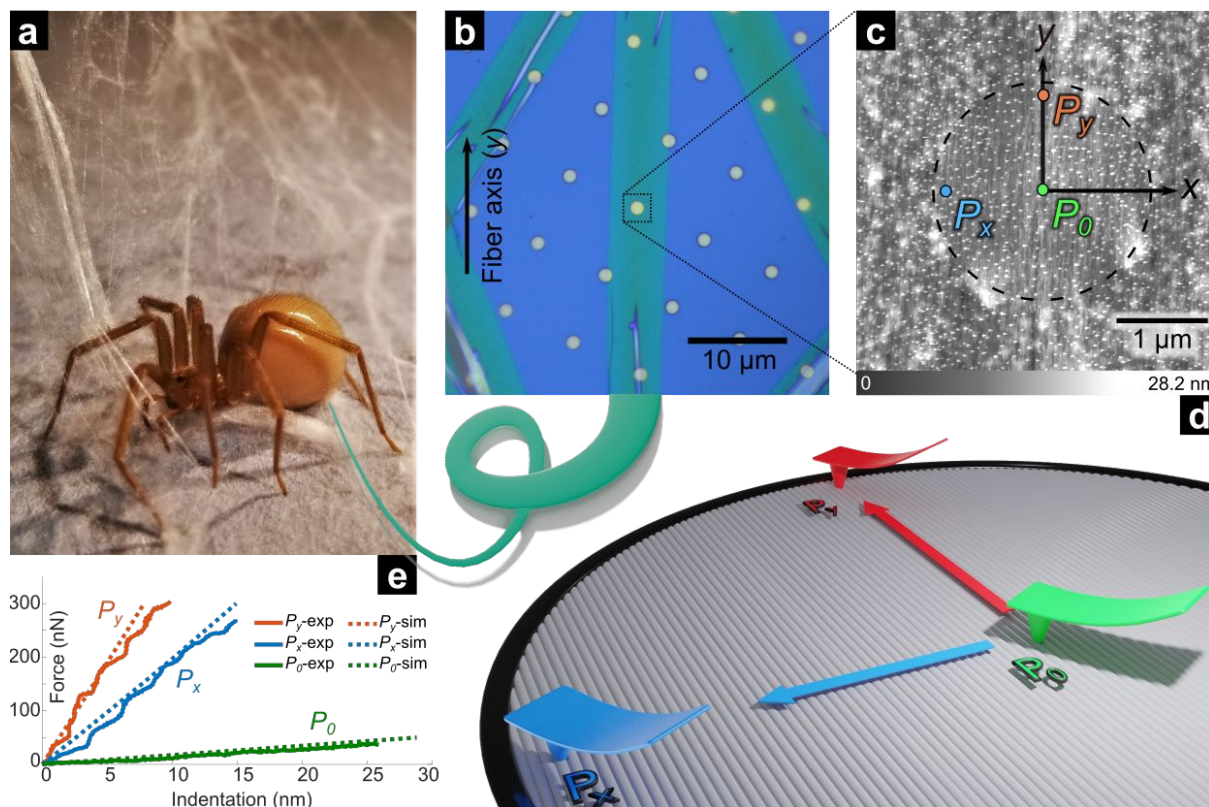 a
b
Fiber axis (y)
10 µm
c
y
P_y
P_x
P_0
x
1 µm
0
28.2 nm
d
P_y
P_0
P_x
e
300
200
100
0
Force (nN)
P_y
P_x
P_0
P_y-exp
P_y-sim
P_x-exp
P_x-sim
P_0-exp
P_0-sim
0 5 10 15 20 25 30
Indentation (nm)